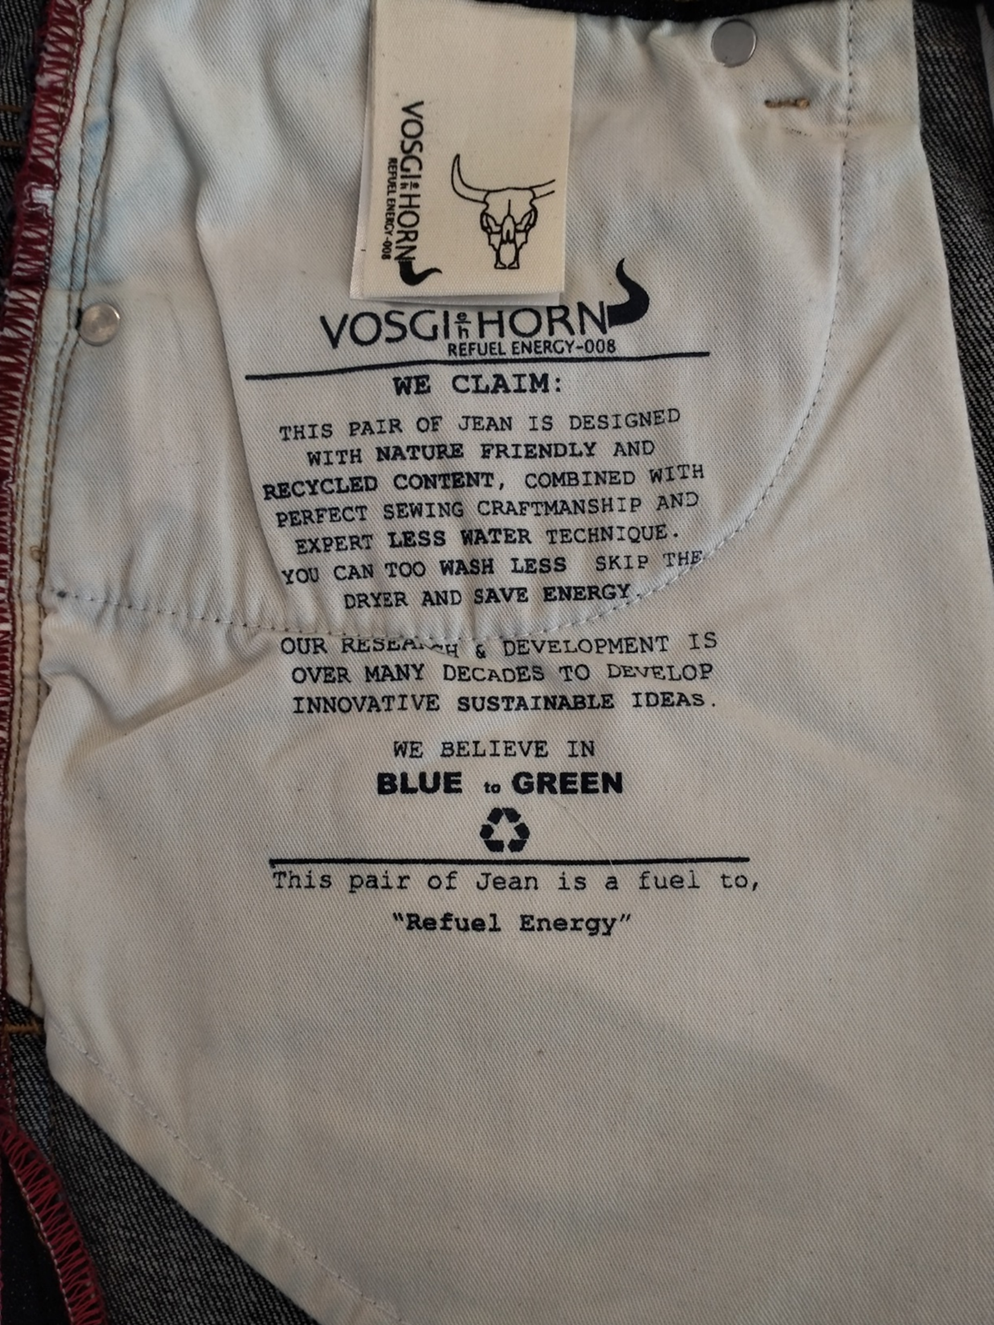 VOSGI eh HORN
REFUEL ENERGY-008
VOSGI eh HORN
REFUEL ENERGY-008
WE CLAIM:
THIS PAIR OF JEAN IS DESIGNED
WITH NATURE FRIENDLY AND
RECYCLED CONTENT, COMBINED WITH
PERFECT SEWING CRAFTMANSHIP AND
EXPERT LESS WATER TECHNIQUE.
YOU CAN TOO WASH LESS SKIP THE
DRYER AND SAVE ENERGY.
OUR RESEARCH & DEVELOPMENT IS
OVER MANY DECADES TO DEVELOP
INNOVATIVE SUSTAINABLE IDEAS.
WE BELIEVE IN
BLUE to GREEN
This pair of Jean is a fuel to,
"Refuel Energy"